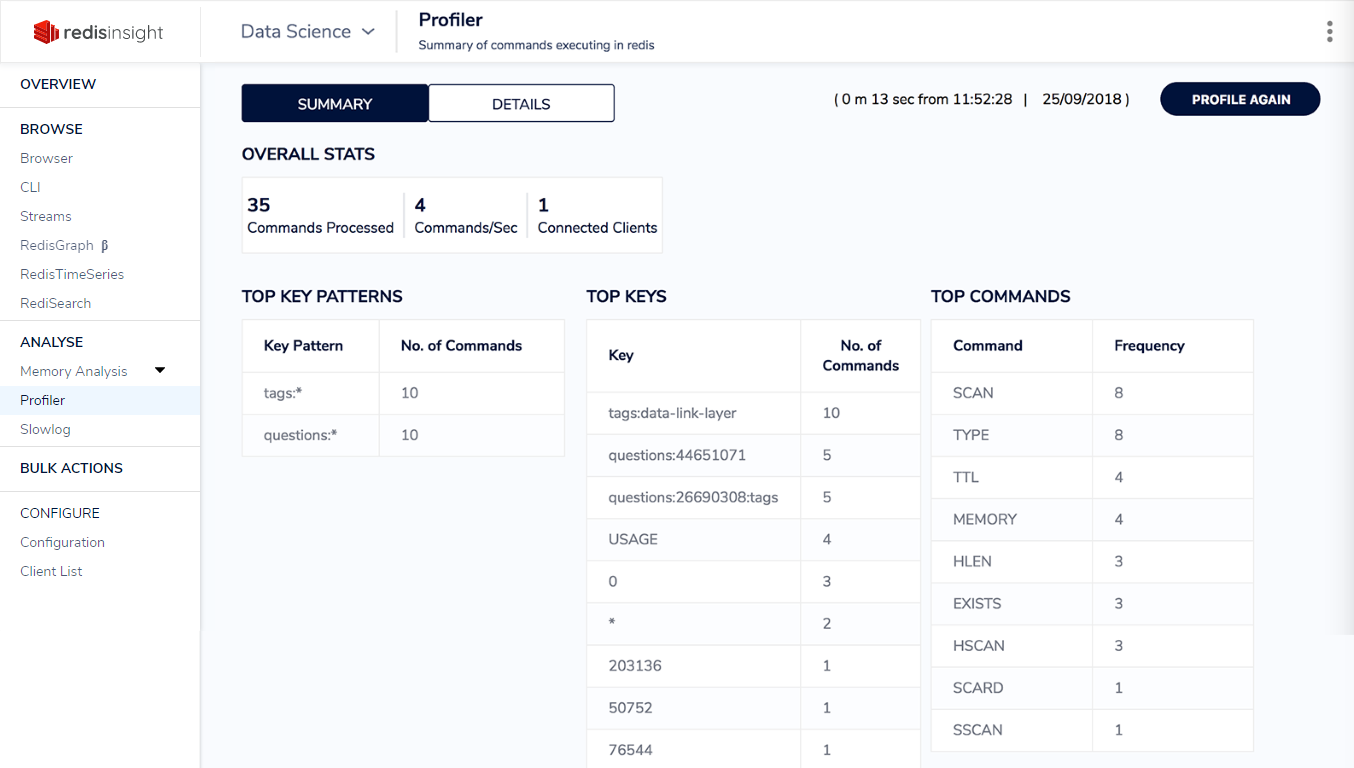 redisinsight
Data Science
Profiler
Summary of commands executing in redis
OVERVIEW
BROWSE
Browser
CLI
Streams
RedisGraph β
RedisTimeSeries
RediSearch
ANALYSE
Memory Analysis
Profiler
Slowlog
BULK ACTIONS
CONFIGURE
Configuration
Client List
SUMMARY DETAILS
( 0 m 13 sec from 11:52:28 | 25/09/2018 )
PROFILE AGAIN
OVERALL STATS
35 4 1
Commands Processed Commands/Sec Connected Clients
TOP KEY PATTERNS
Key Pattern No. of Commands
tags:* 10
questions:* 10
TOP KEYS
Key No. of Commands
tags:data-link-layer 10
questions:44651071 5
questions:26690308:tags 5
USAGE 4
0 3
* 2
203136 1
50752 1
76544 1
TOP COMMANDS
Command Frequency
SCAN 8
TYPE 8
TTL 4
MEMORY 4
HLEN 3
EXISTS 3
HSCAN 3
SCARD 1
SSCAN 1